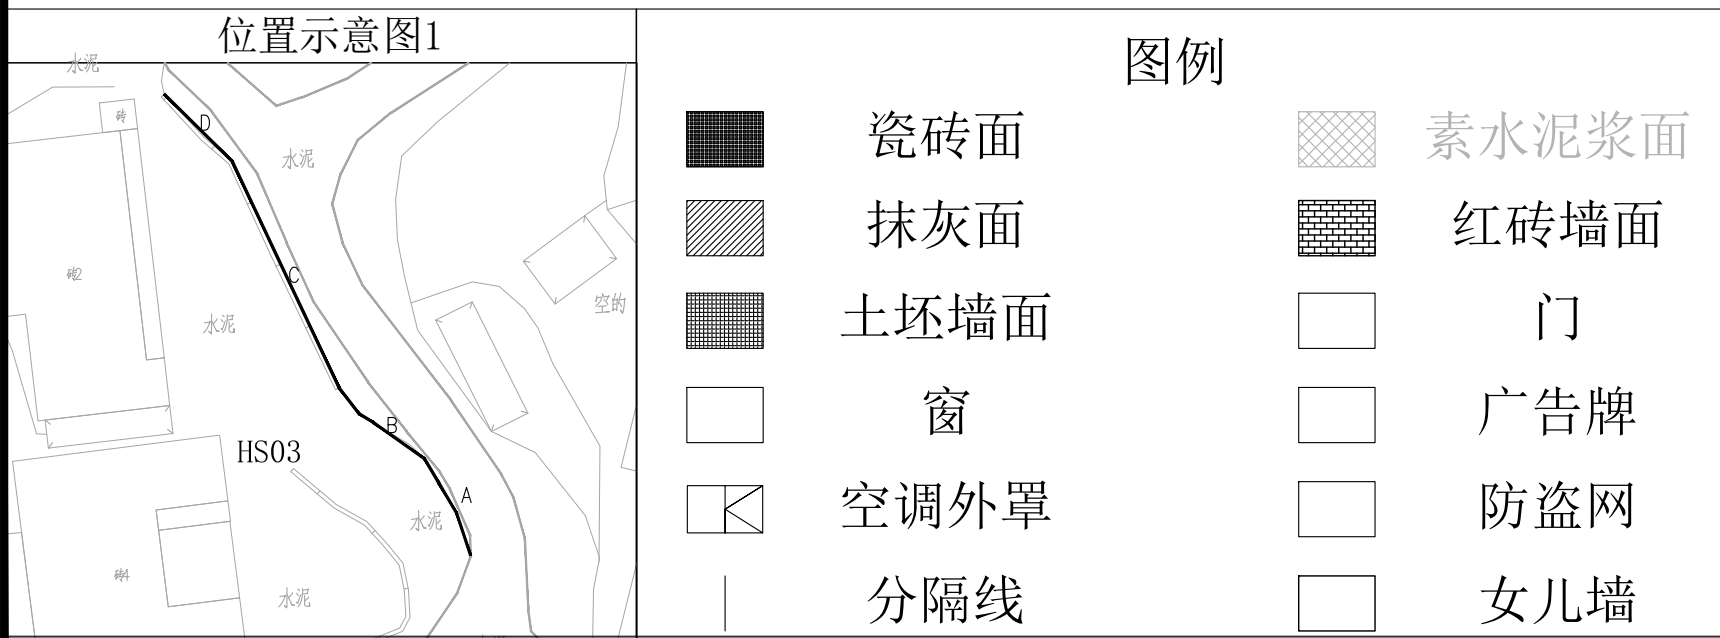 位置示意图1
水泥
砖
D
水泥
砖2
C
水泥
空的
B
HS03
A
水泥
砖4
水泥
图例
瓷砖面 素水泥浆面
抹灰面 红砖墙面
土坯墙面 门
窗 广告牌
空调外罩 防盗网
分隔线 女儿墙